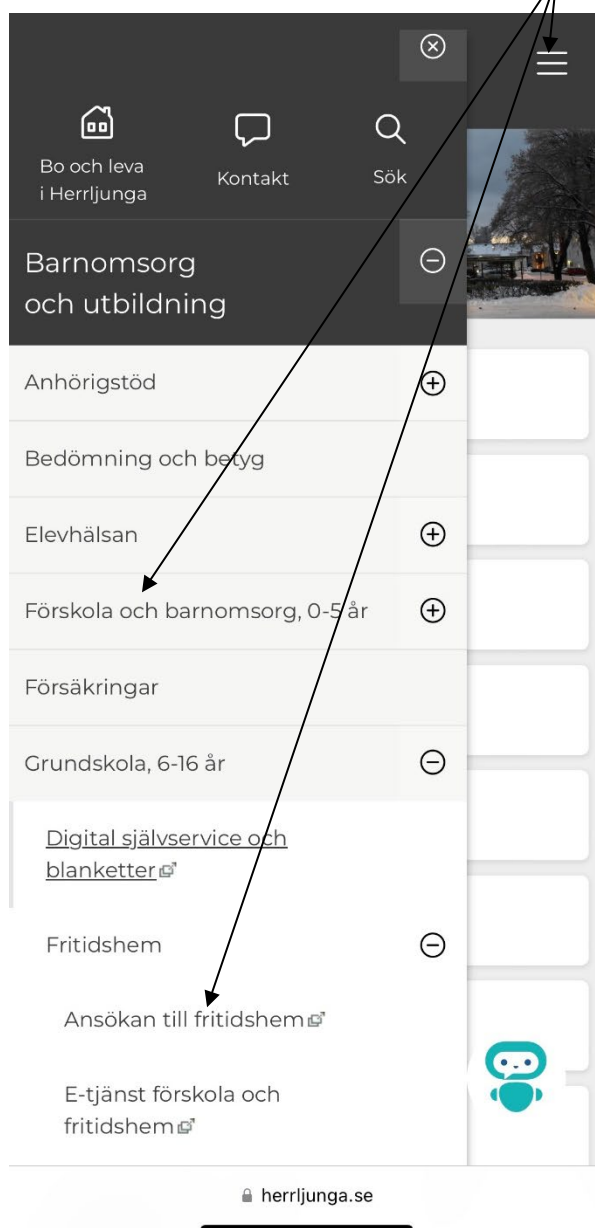 Bo och leva
i Herrljunga
Kontakt
Sök
Barnomsorg
och utbildning
Anhörigstöd
Bedömning och betyg
Elevhälsan
Förskola och barnomsorg, 0-5 år
Försäkringar
Grundskola, 6-16 år
Digital självservice och
blanketter
Fritidshem
Ansökan till fritidshem
E-tjänst förskola och
fritidshem
herrljunga.se